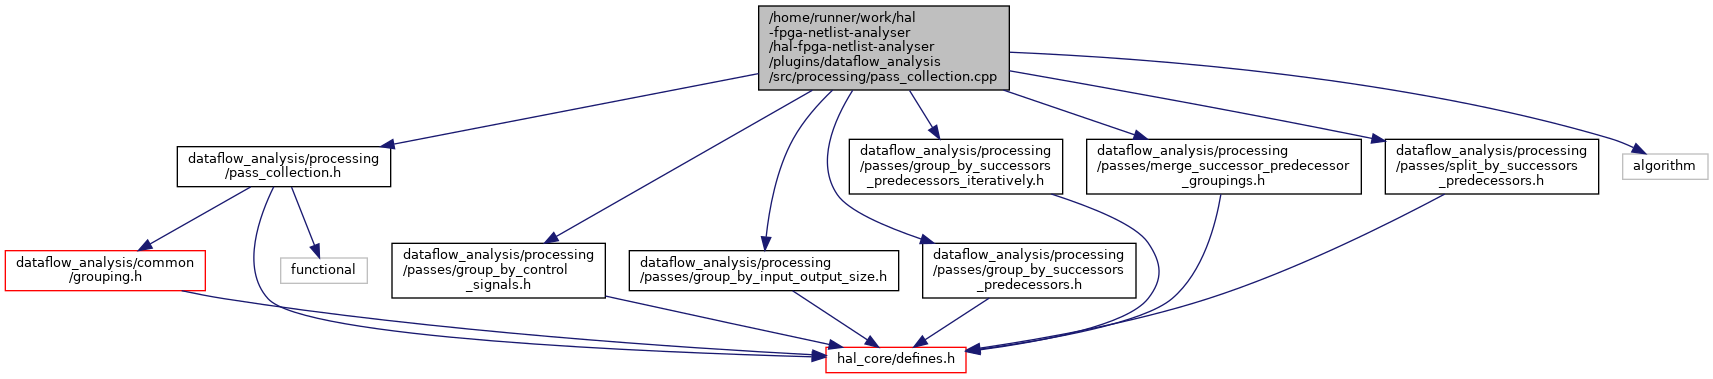 /home/runner/work/hal
-fpga-netlist-analyser
/hal-fpga-netlist-analyser
/plugins/dataflow_analysis
/src/processing/pass_collection.cpp
dataflow_analysis/processing
/pass_collection.h
dataflow_analysis/processing
/passes/group_by_successors
_predecessors_iteratively.h
dataflow_analysis/processing
/passes/merge_successor_predecessor
_groupings.h
dataflow_analysis/processing
/passes/split_by_successors
_predecessors.h
algorithm
dataflow_analysis/common
/grouping.h
functional
dataflow_analysis/processing
/passes/group_by_control
_signals.h
dataflow_analysis/processing
/passes/group_by_input_output_size.h
dataflow_analysis/processing
/passes/group_by_successors
_predecessors.h
hal_core/defines.h